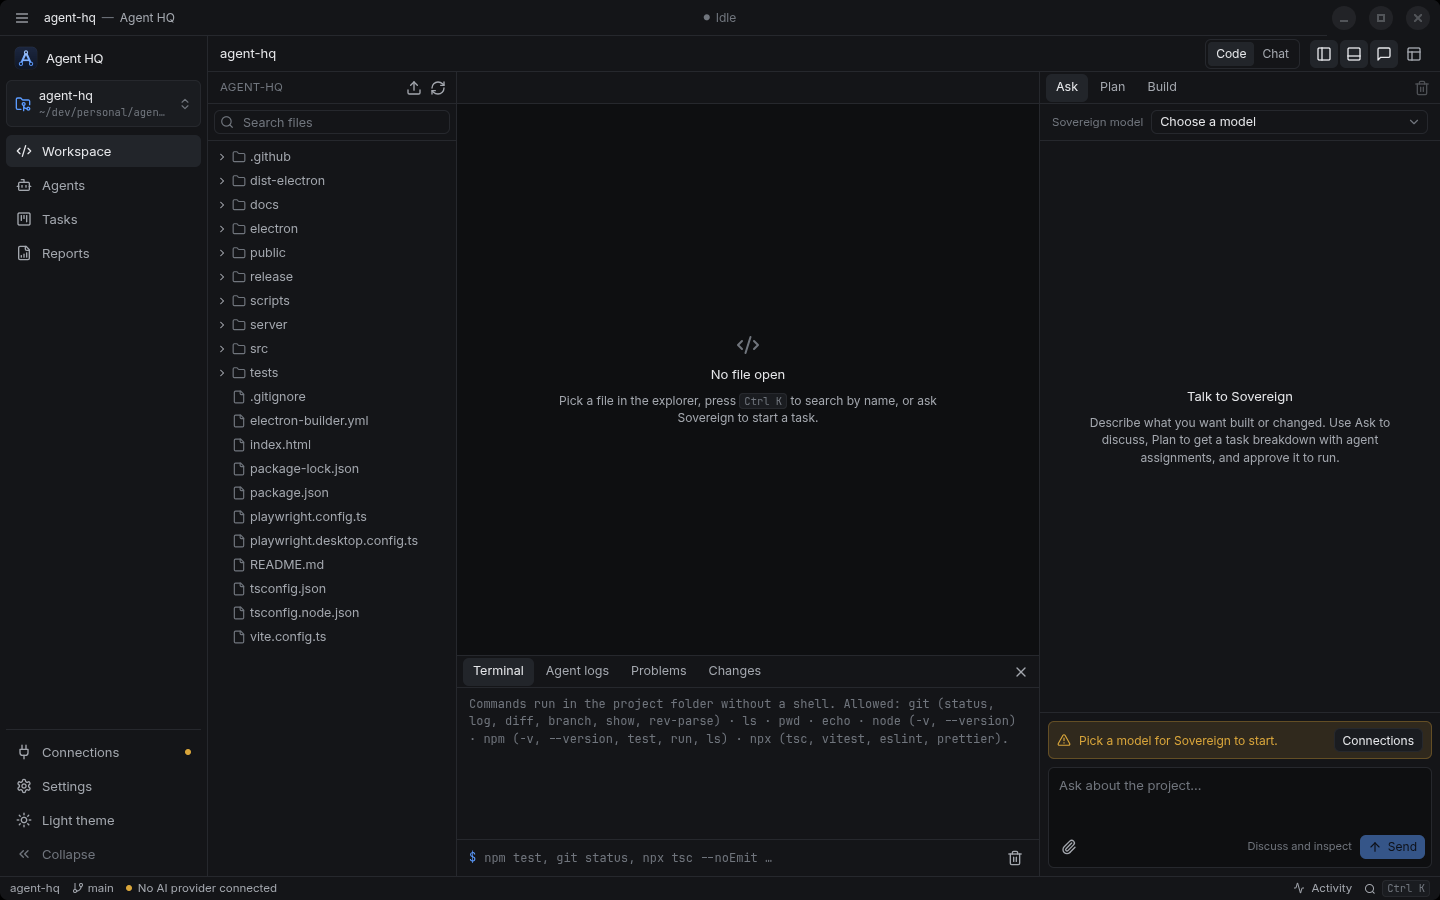 agent-hq — Agent HQ
Idle
Agent HQ
agent-hq
~/dev/personal/agen…
Workspace
Agents
Tasks
Reports
Connections
Settings
Light theme
Collapse
agent-hq
Code
Chat
AGENT-HQ
Search files
.github
dist-electron
docs
electron
public
release
scripts
server
src
tests
.gitignore
electron-builder.yml
index.html
package-lock.json
package.json
playwright.config.ts
playwright.desktop.config.ts
README.md
tsconfig.json
tsconfig.node.json
vite.config.ts
No file open
Pick a file in the explorer, press Ctrl K to search by name, or ask
Sovereign to start a task.
Terminal
Agent logs
Problems
Changes
Commands run in the project folder without a shell. Allowed: git (status,
log, diff, branch, show, rev-parse) · ls · pwd · echo · node (-v, --version)
· npm (-v, --version, test, run, ls) · npx (tsc, vitest, eslint, prettier).
$ npm test, git status, npx tsc --noEmit …
Ask
Plan
Build
Sovereign model
Choose a model
Talk to Sovereign
Describe what you want built or changed. Use Ask to
discuss, Plan to get a task breakdown with agent
assignments, and approve it to run.
Pick a model for Sovereign to start.
Connections
Ask about the project...
Discuss and inspect
Send
agent-hq
main
No AI provider connected
Activity
Ctrl K